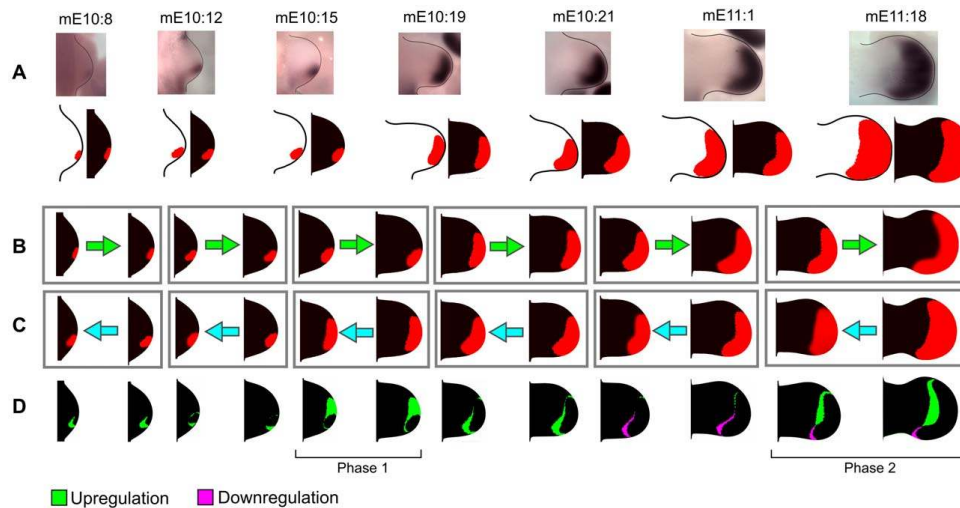 mE10:8 mE10:12 mE10:15 mE10:19 mE10:21 mE11:1 mE11:18
A
B
C
D
Phase 1 Phase 2
Upregulation Downregulation